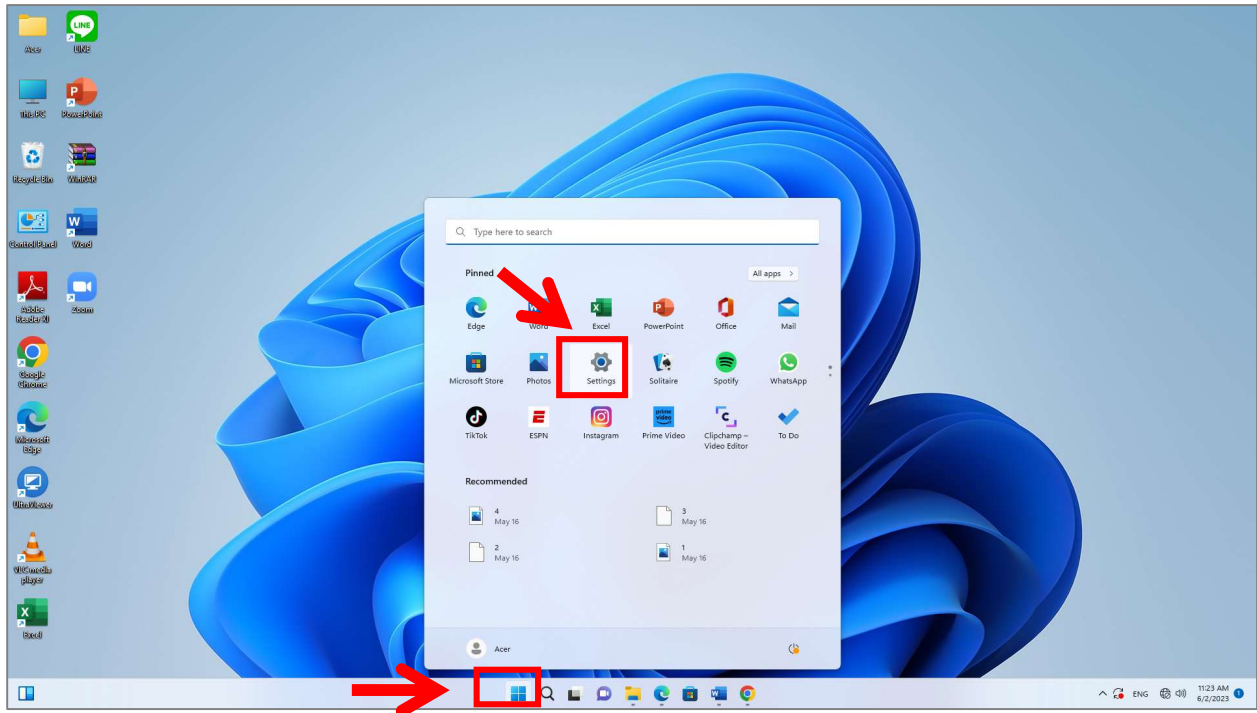 Acer
LINE
LINE
This PC
P
PowerPoint
Recycle Bin
WinRAR
Control Panel
W
Word
Adobe
Reader XI
Zoom
Google
Chrome
Microsoft
Edge
UltraViewer
VLC media
player
X
Excel
Type here to search
Pinned
All apps >
Edge
Word
Excel
PowerPoint
Office
Mail
Microsoft Store
Photos
Settings
Solitaire
Spotify
WhatsApp
prime
video
TikTok
ESPN
Instagram
Prime Video
Clipchamp –
Video Editor
To Do
Recommended
4
May 16
3
May 16
2
May 16
1
May 16
Acer
ENG
11:23 AM
6/2/2023
1